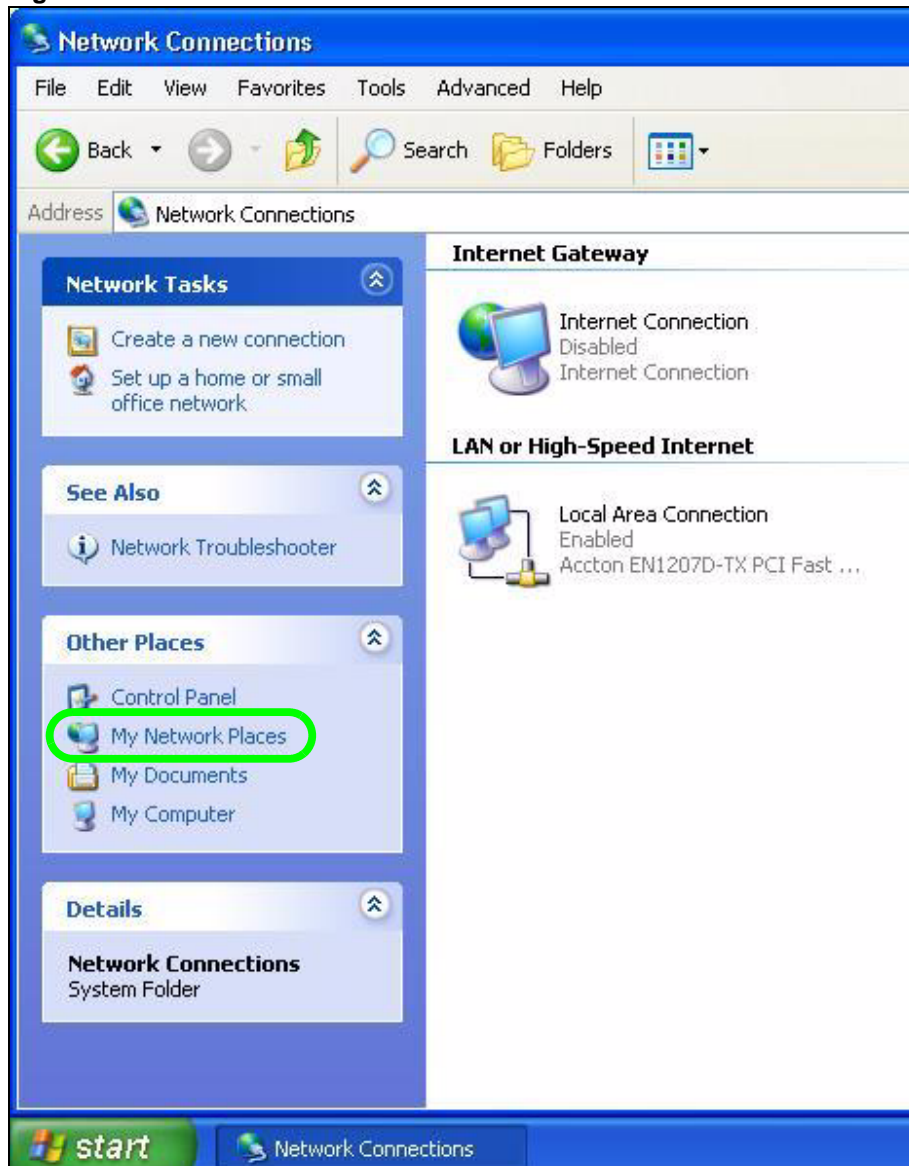 Network Connections
File Edit View Favorites Tools Advanced Help
Back Search Folders
Address Network Connections
Network Tasks
Create a new connection
Set up a home or small
office network
See Also
Network Troubleshooter
Other Places
Control Panel
My Network Places
My Documents
My Computer
Details
Network Connections
System Folder
Internet Gateway
Internet Connection
Disabled
Internet Connection
LAN or High-Speed Internet
Local Area Connection
Enabled
Accton EN1207D-TX PCI Fast ...
start Network Connections